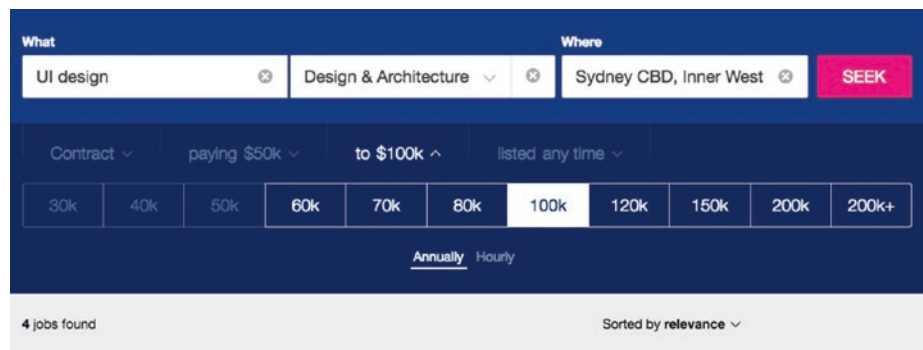 What Where
UI design Design & Architecture Sydney CBD, Inner West SEEK
Contract paying $50k to $100k listed any time
30k 40k 50k 60k 70k 80k 100k 120k 150k 200k 200k+
Annually Hourly
4 jobs found Sorted by relevance